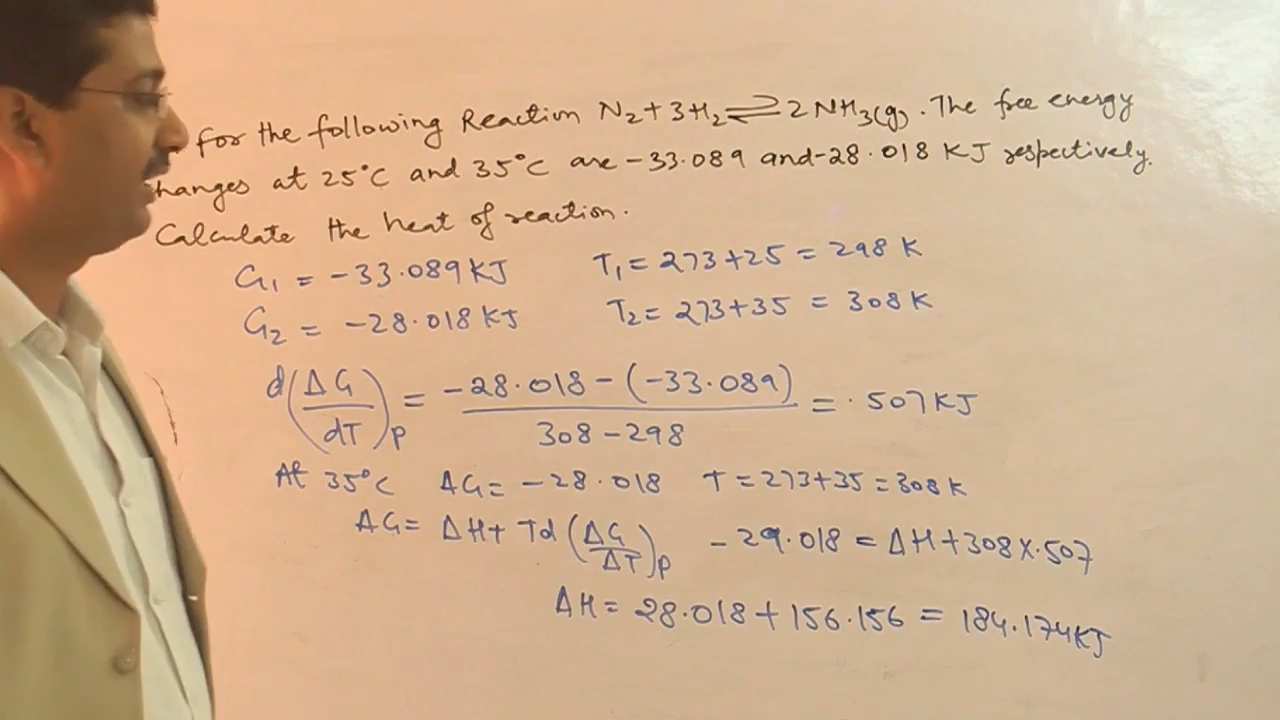 For the following Reaction N₂ + 3H₂ ⇌ 2NH₃(g). The free energy
hanges at 25°C and 35°C are -33.089 and -28.018 KJ respectively.
Calculate the heat of reaction.
G₁ = -33.089 KJ T₁ = 273+25 = 298 K
G₂ = -28.018 KJ T₂ = 273+35 = 308 K
d(ΔG/dT)p = -28.018 - (-33.089) / 308 - 298 = .507 KJ
At 35°C ΔG = -28.018 T = 273+35 = 308 K
ΔG = ΔH + Td(ΔG/ΔT)p -29.018 = ΔH + 308 X .507
ΔH = 28.018 + 156.156 = 184.174 KJ